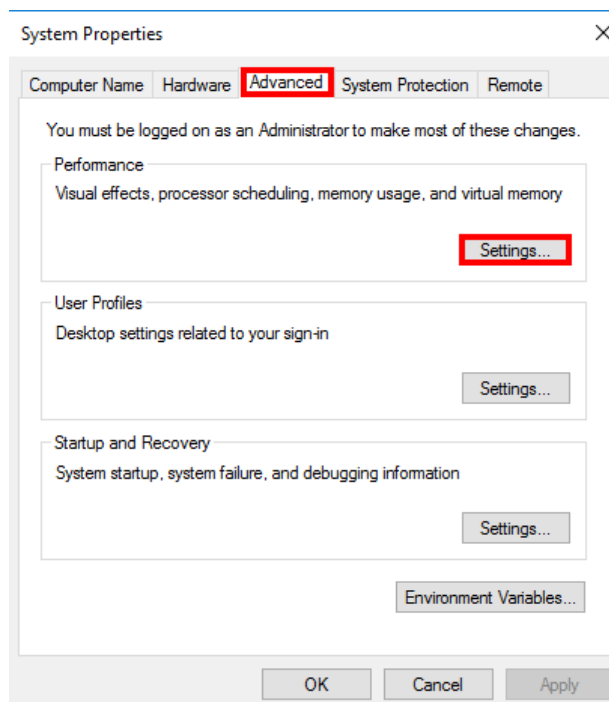 System Properties
Computer Name Hardware Advanced System Protection Remote
You must be logged on as an Administrator to make most of these changes.
Performance
Visual effects, processor scheduling, memory usage, and virtual memory
Settings...
User Profiles
Desktop settings related to your sign-in
Settings...
Startup and Recovery
System startup, system failure, and debugging information
Settings...
Environment Variables...
OK Cancel Apply